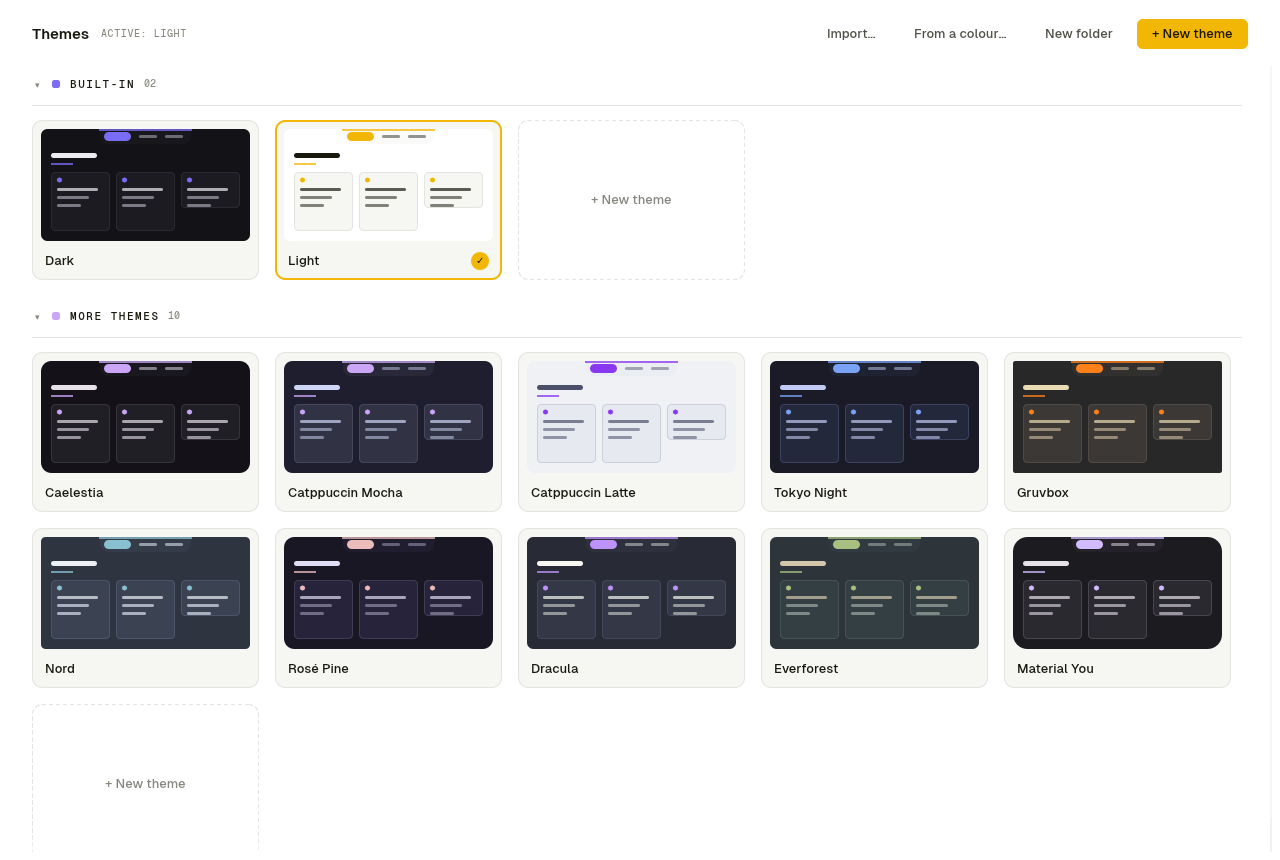 Themes ACTIVE: LIGHT Import… From a colour… New folder + New theme
▾ BUILT-IN 02
+ New theme
Dark Light ✓
▾ MORE THEMES 10
Caelestia Catppuccin Mocha Catppuccin Latte Tokyo Night Gruvbox
Nord Rosé Pine Dracula Everforest Material You
+ New theme